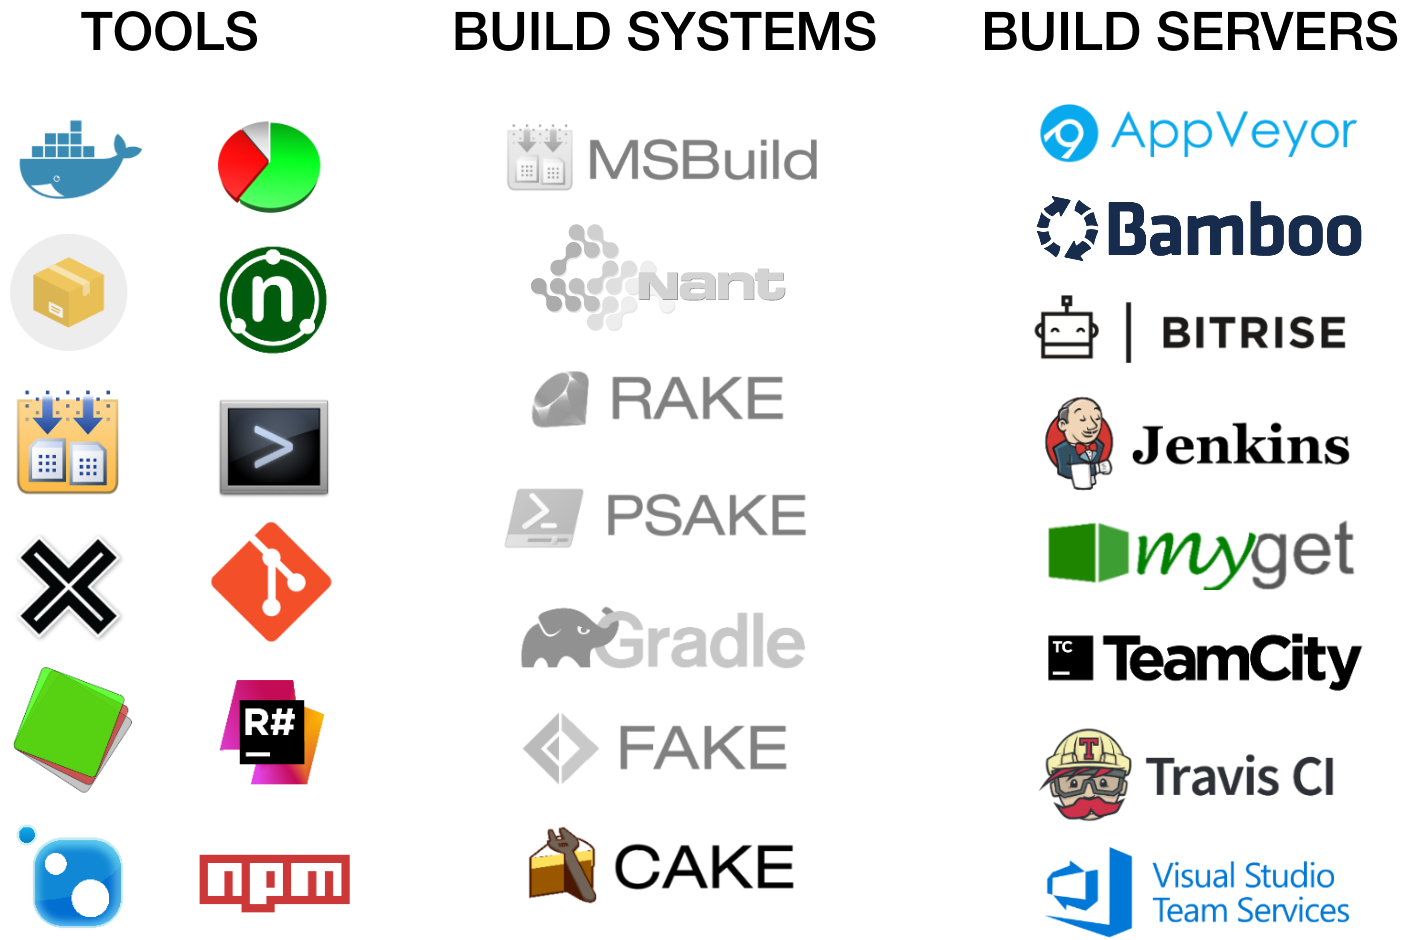 TOOLS
BUILD SYSTEMS
BUILD SERVERS
n
>
R#
npm
MSBuild
Nant
RAKE
PSAKE
Gradle
FAKE
CAKE
AppVeyor
Bamboo
BITRISE
Jenkins
myget
TC
TeamCity
T
Travis CI
Visual Studio
Team Services